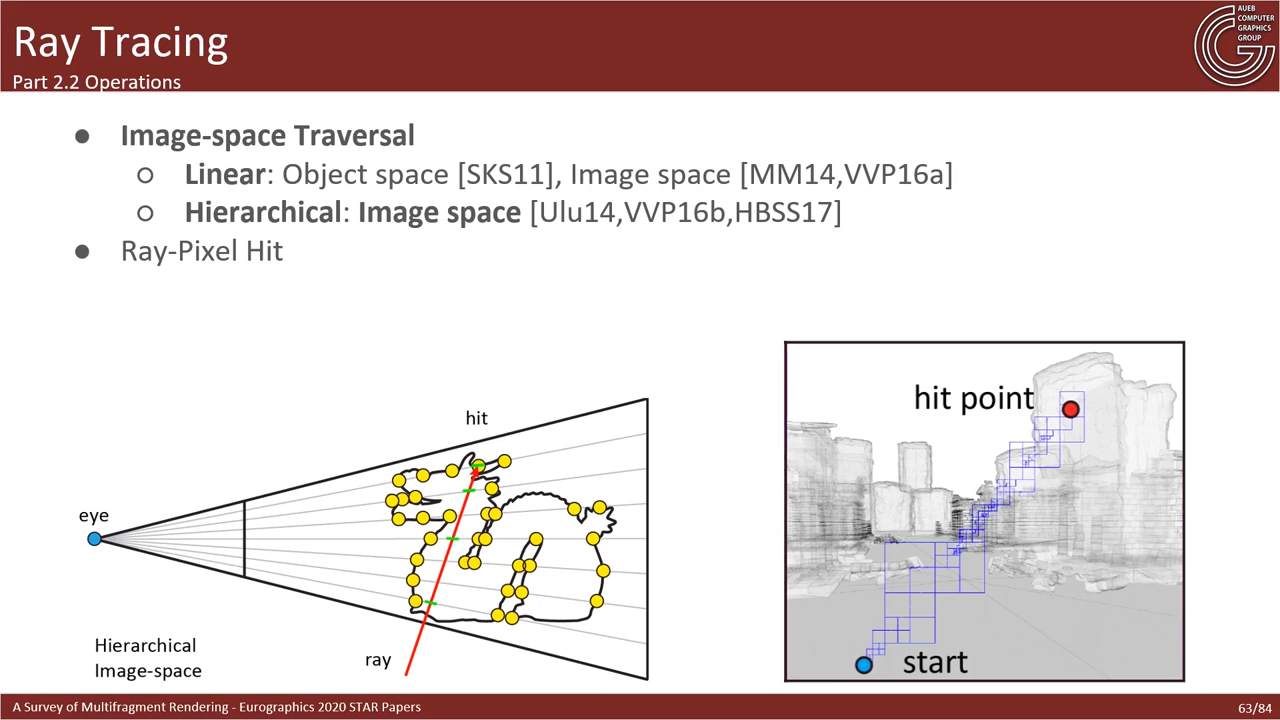 Ray Tracing
Part 2.2 Operations
AUEB
COMPUTER
GRAPHICS
GROUP
● Image-space Traversal
○ Linear: Object space [SKS11], Image space [MM14,VVP16a]
○ Hierarchical: Image space [Ulu14,VVP16b,HBSS17]
● Ray-Pixel Hit
hit
eye
Hierarchical
Image-space
ray
hit point
start
A Survey of Multifragment Rendering - Eurographics 2020 STAR Papers
63/84